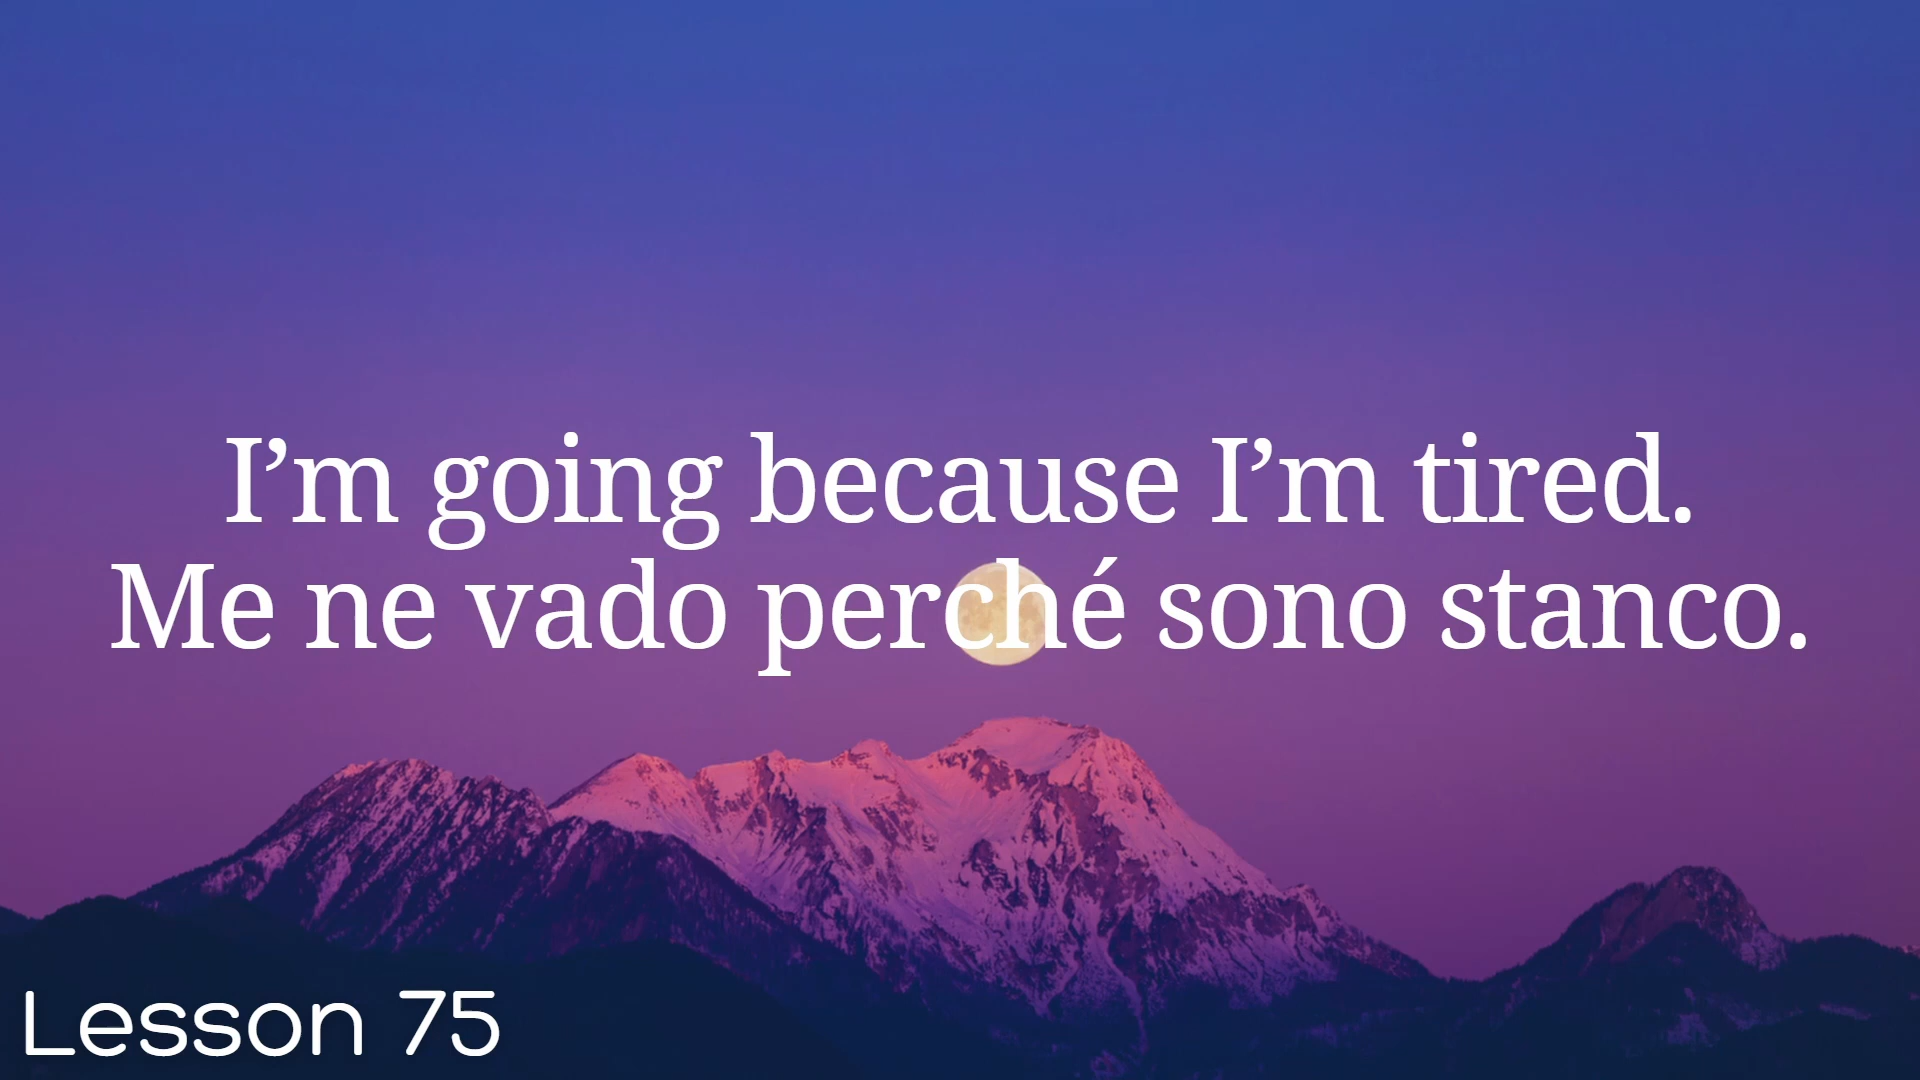 I’m going because I’m tired.
Me ne vado perché sono stanco.
Lesson 75